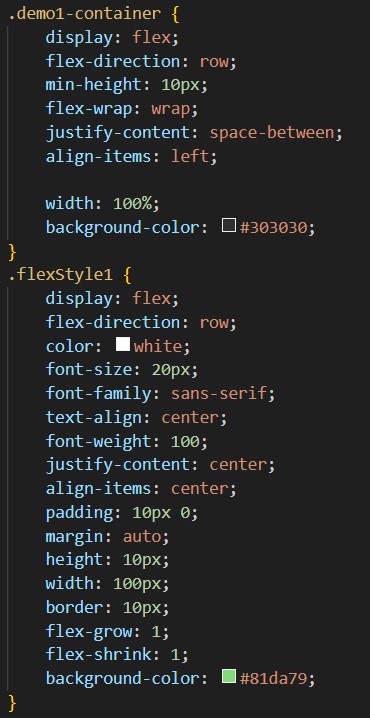 .demo1-container {
    display: flex;
    flex-direction: row;
    min-height: 10px;
    flex-wrap: wrap;
    justify-content: space-between;
    align-items: left;

    width: 100%;
    background-color: #303030;
}
.flexStyle1 {
    display: flex;
    flex-direction: row;
    color: white;
    font-size: 20px;
    font-family: sans-serif;
    text-align: center;
    font-weight: 100;
    justify-content: center;
    align-items: center;
    padding: 10px 0;
    margin: auto;
    height: 10px;
    width: 100px;
    border: 10px;
    flex-grow: 1;
    flex-shrink: 1;
    background-color: #81da79;
}